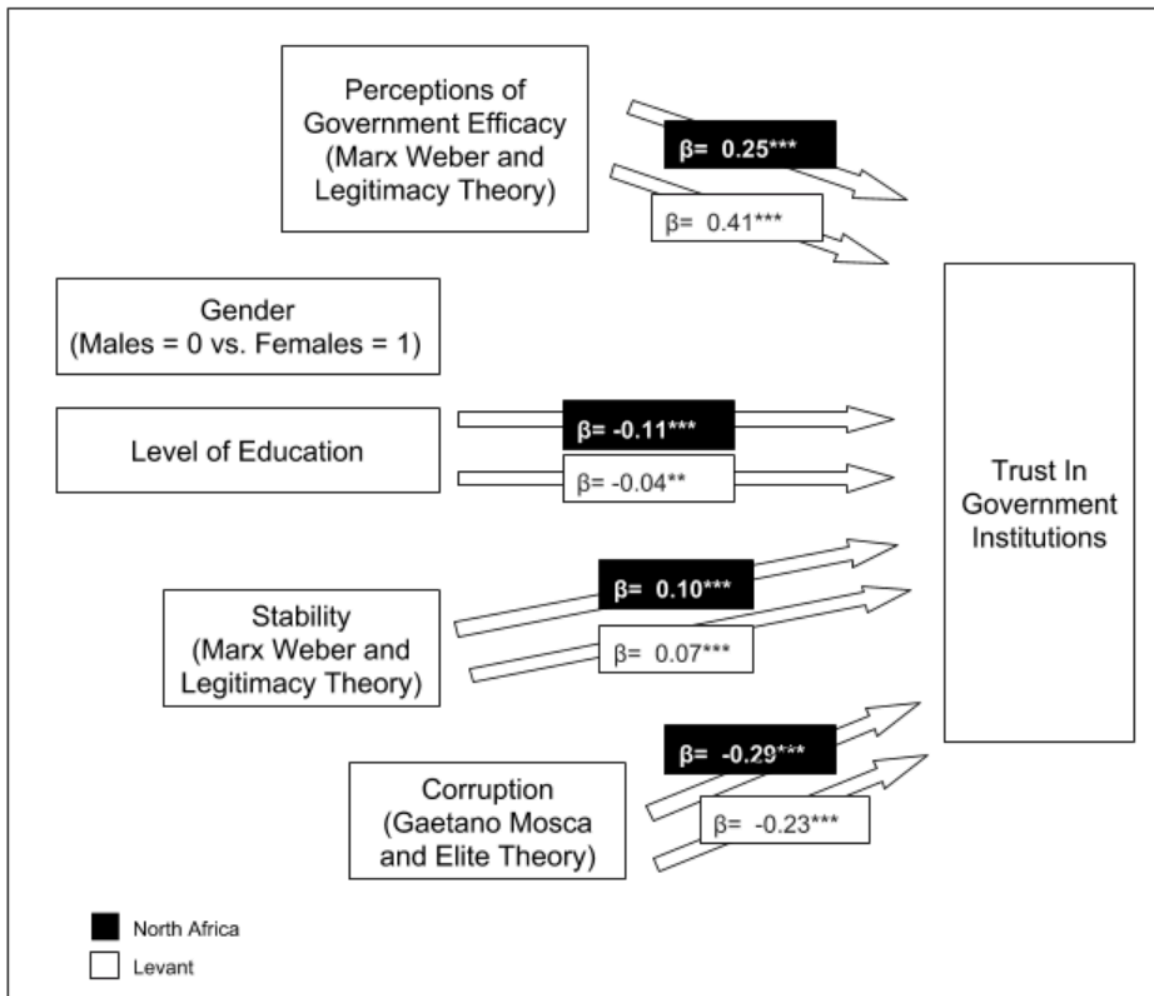 Perceptions of
Government Efficacy
(Marx Weber and
Legitimacy Theory)
β= 0.25***
β= 0.41***
Gender
(Males = 0 vs. Females = 1)
Level of Education
β= -0.11***
β= -0.04**
Trust In
Government
Institutions
Stability
(Marx Weber and
Legitimacy Theory)
β= 0.10***
β= 0.07***
Corruption
(Gaetano Mosca
and Elite Theory)
β= -0.29***
β= -0.23***
North Africa
Levant